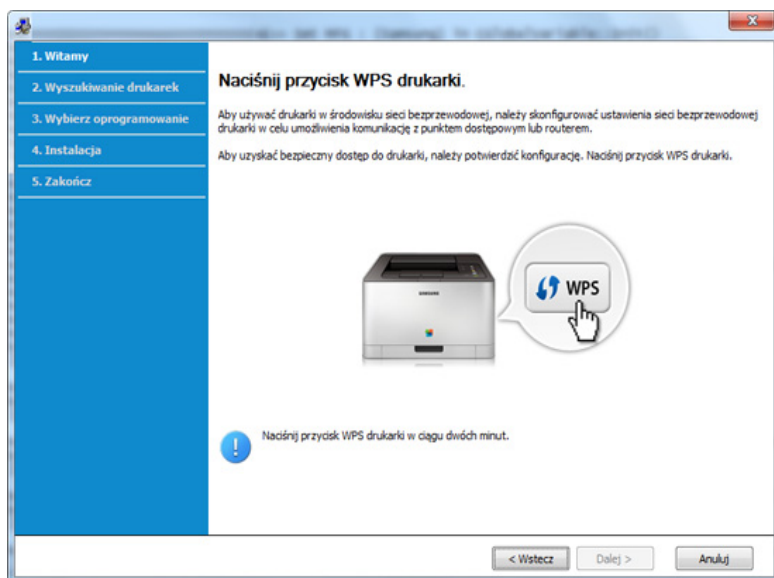 1. Witamy
2. Wyszukiwanie drukarek
3. Wybierz oprogramowanie
4. Instalacja
5. Zakończ
Naciśnij przycisk WPS drukarki.
Aby używać drukarki w środowisku sieci bezprzewodowej, należy skonfigurować ustawienia sieci bezprzewodowej
drukarki w celu umożliwienia komunikację z punktem dostępowym lub routerem.
Aby uzyskać bezpieczny dostęp do drukarki, należy potwierdzić konfigurację. Naciśnij przycisk WPS drukarki.
SAMSUNG
WPS
Naciśnij przycisk WPS drukarki w ciągu dwóch minut.
< Wstecz
Dalej >
Anuluj